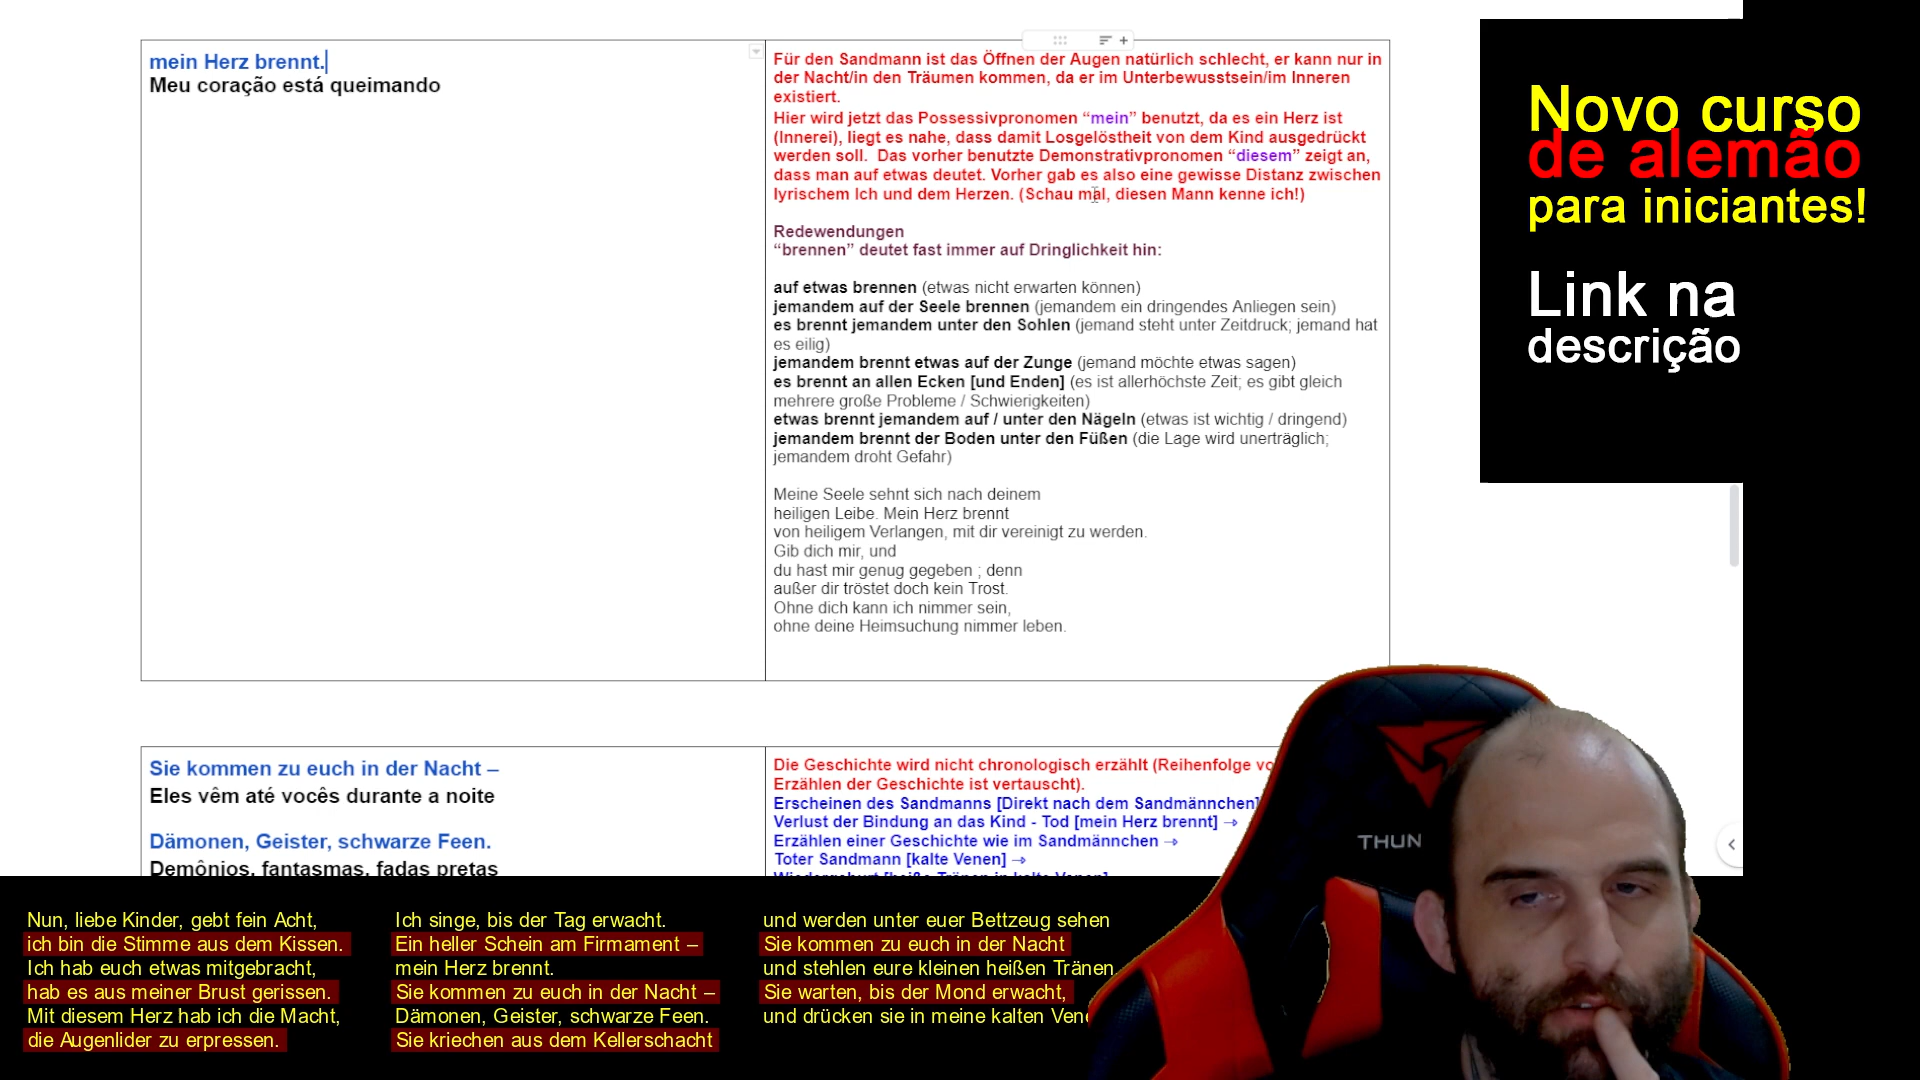 mein Herz brennt.
Meu coração está queimando
Für den Sandmann ist das Öffnen der Augen natürlich schlecht, er kann nur in
der Nacht/in den Träumen kommen, da er im Unterbewusstsein/im Inneren
existiert.
Hier wird jetzt das Possessivpronomen “mein” benutzt, da es ein Herz ist
(Innerei), liegt es nahe, dass damit Losgelöstheit von dem Kind ausgedrückt
werden soll. Das vorher benutzte Demonstrativpronomen “diesem” zeigt an,
dass man auf etwas deutet. Vorher gab es also eine gewisse Distanz zwischen
lyrischem Ich und dem Herzen. (Schau mal, diesen Mann kenne ich!)
Redewendungen
“brennen” deutet fast immer auf Dringlichkeit hin:
auf etwas brennen (etwas nicht erwarten können)
jemandem auf der Seele brennen (jemandem ein dringendes Anliegen sein)
es brennt jemandem unter den Sohlen (jemand steht unter Zeitdruck; jemand hat
es eilig)
jemandem brennt etwas auf der Zunge (jemand möchte etwas sagen)
es brennt an allen Ecken [und Enden] (es ist allerhöchste Zeit; es gibt gleich
mehrere große Probleme / Schwierigkeiten)
etwas brennt jemandem auf / unter den Nägeln (etwas ist wichtig / dringend)
jemandem brennt der Boden unter den Füßen (die Lage wird unerträglich;
jemandem droht Gefahr)
Meine Seele sehnt sich nach deinem
heiligen Leibe. Mein Herz brennt
von heiligem Verlangen, mit dir vereinigt zu werden.
Gib dich mir, und
du hast mir genug gegeben ; denn
außer dir tröstet doch kein Trost.
Ohne dich kann ich nimmer sein,
ohne deine Heimsuchung nimmer leben.
Novo curso
de alemão
para iniciantes!
Link na
descrição
Sie kommen zu euch in der Nacht –
Eles vêm até vocês durante a noite
Dämonen, Geister, schwarze Feen.
Demônios, fantasmas, fadas pretas
Die Geschichte wird nicht chronologisch erzählt (Reihenfolge
Erzählen der Geschichte ist vertauscht).
Erscheinen des Sandmanns [Direkt nach dem Sandmännchen]
Verlust der Bindung an das Kind - Tod [mein Herz brennt] →
Erzählen einer Geschichte wie im Sandmännchen →
Toter Sandmann [kalte Venen] →
Wiedergeburt [heiße Tränen in kalte Venen]
THUN
Nun, liebe Kinder, gebt fein Acht,
ich bin die Stimme aus dem Kissen.
Ich hab euch etwas mitgebracht,
hab es aus meiner Brust gerissen.
Mit diesem Herz hab ich die Macht,
die Augenlider zu erpressen.
Ich singe, bis der Tag erwacht.
Ein heller Schein am Firmament –
mein Herz brennt.
Sie kommen zu euch in der Nacht –
Dämonen, Geister, schwarze Feen.
Sie kriechen aus dem Kellerschacht
und werden unter euer Bettzeug sehen
Sie kommen zu euch in der Nacht
und stehlen eure kleinen heißen Tränen.
Sie warten, bis der Mond erwacht,
und drücken sie in meine kalten Vene